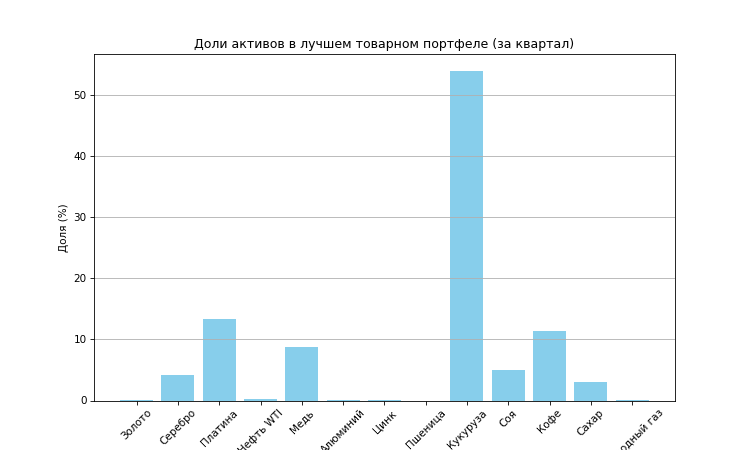 Доли активов в лучшем товарном портфеле (за квартал)
Доля (%)
50
40
30
20
10
0
Золото
Серебро
Платина
Нефть WTI
Медь
Алюминий
Цинк
Пшеница
Кукуруза
Соя
Кофе
Сахар
газ